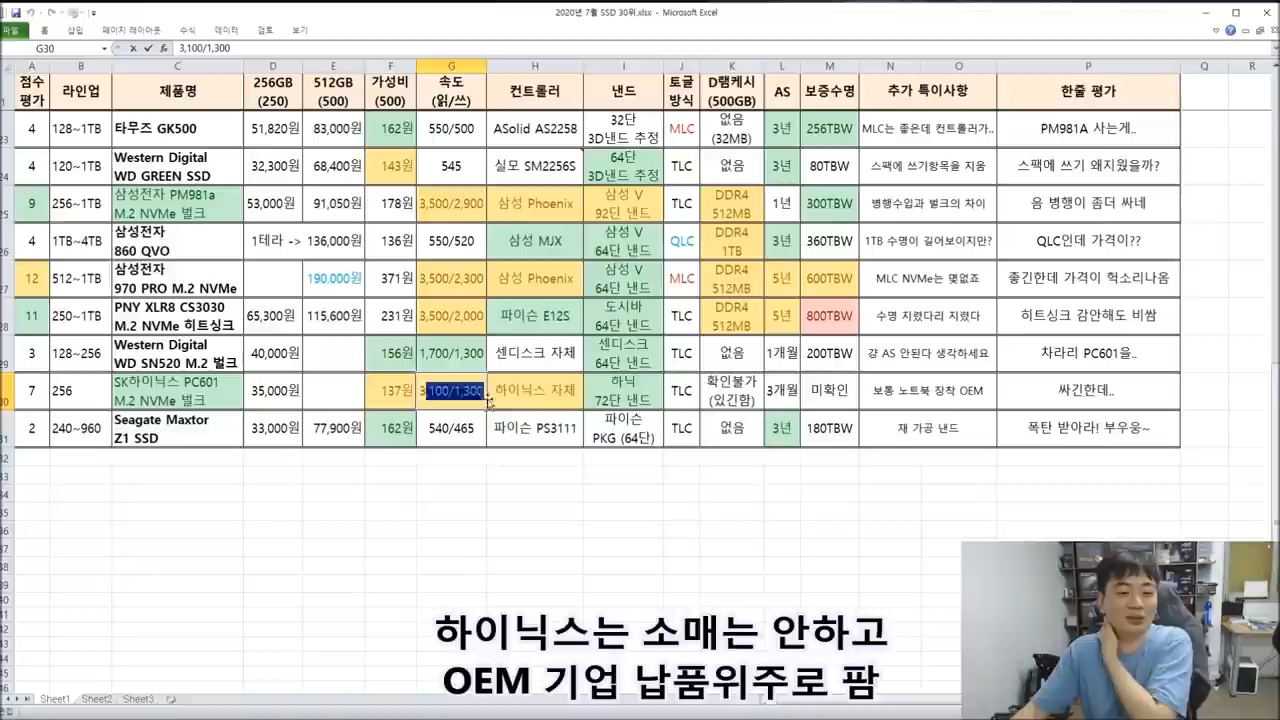 2020년 7월 SSD 30위.xlsx - Microsoft Excel
파일 홈 삽입 페이지 레이아웃 수식 데이터 검토 보기
G30 fx 3,100/1,300
A B C D E F G H I J K L M N O P Q R
점수 평가 라인업 제품명 256GB (250) 512GB (500) 가성비 (500) 속도 (읽/쓰) 컨트롤러 낸드 토글 방식 D램케시 (500GB) AS 보증수명 추가 특이사항 한줄 평가
4 128~1TB 타무즈 GK500 51,820원 83,000원 162원 550/500 ASolid AS2258 32단 3D낸드 추정 MLC 없음 (32MB) 3년 256TBW MLC는 좋은데 컨트롤러가.. PM981A 사는게..
4 120~1TB Western Digital WD GREEN SSD 32,300원 68,400원 143원 545 실모 SM2256S 64단 3D낸드 추정 TLC 없음 3년 80TBW 스팩에 쓰기항목을 지움 스팩에 쓰기 왜지웠을까?
9 256~1TB 삼성전자 PM981a M.2 NVMe 벌크 53,000원 91,050원 178원 3,500/2,900 삼성 Phoenix 삼성 V 92단 낸드 TLC DDR4 512MB 1년 300TBW 병행수입과 벌크의 차이 음 병행이 좀더 싸네
4 1TB~4TB 삼성전자 860 QVO 1테라 -> 136,000원 136원 550/520 삼성 MJX 삼성 V 64단 낸드 QLC DDR4 1TB 3년 360TBW 1TB 수명이 길어보이지만? QLC인데 가격이??
12 512~1TB 삼성전자 970 PRO M.2 NVMe 190,000원 371원 3,500/2,300 삼성 Phoenix 삼성 V 64단 낸드 MLC DDR4 512MB 5년 600TBW MLC NVMe는 몇없죠 좋긴한데 가격이 헉소리나옴
11 250~1TB PNY XLR8 CS3030 M.2 NVMe 히트싱크 65,300원 115,600원 231원 3,500/2,000 파이슨 E12S 도시바 64단 낸드 TLC DDR4 512MB 5년 800TBW 수명 지렸다리 지렸다 히트싱크 감안해도 비쌈
3 128~256 Western Digital WD SN520 M.2 벌크 40,000원 156원 1,700/1,300 센디스크 자체 센디스크 64단 낸드 TLC 없음 1개월 200TBW 걍 AS 안된다 생각하세요 차라리 PC601을..
7 256 SK하이닉스 PC601 M.2 NVMe 벌크 35,000원 137원 3,100/1,300 하이닉스 자체 하닉 72단 낸드 TLC 확인불가 (있긴함) 3개월 미확인 보통 노트북 장착 OEM 싸긴한데..
2 240~960 Seagate Maxtor Z1 SSD 33,000원 77,900원 162원 540/465 파이슨 PS3111 파이슨 PKG (64단) TLC 없음 3년 180TBW 재 가공 낸드 폭탄 받아라! 부우웅~
하이닉스는 소매는 안하고
OEM 기업 납품위주로 팜
Sheet1 Sheet2 Sheet3